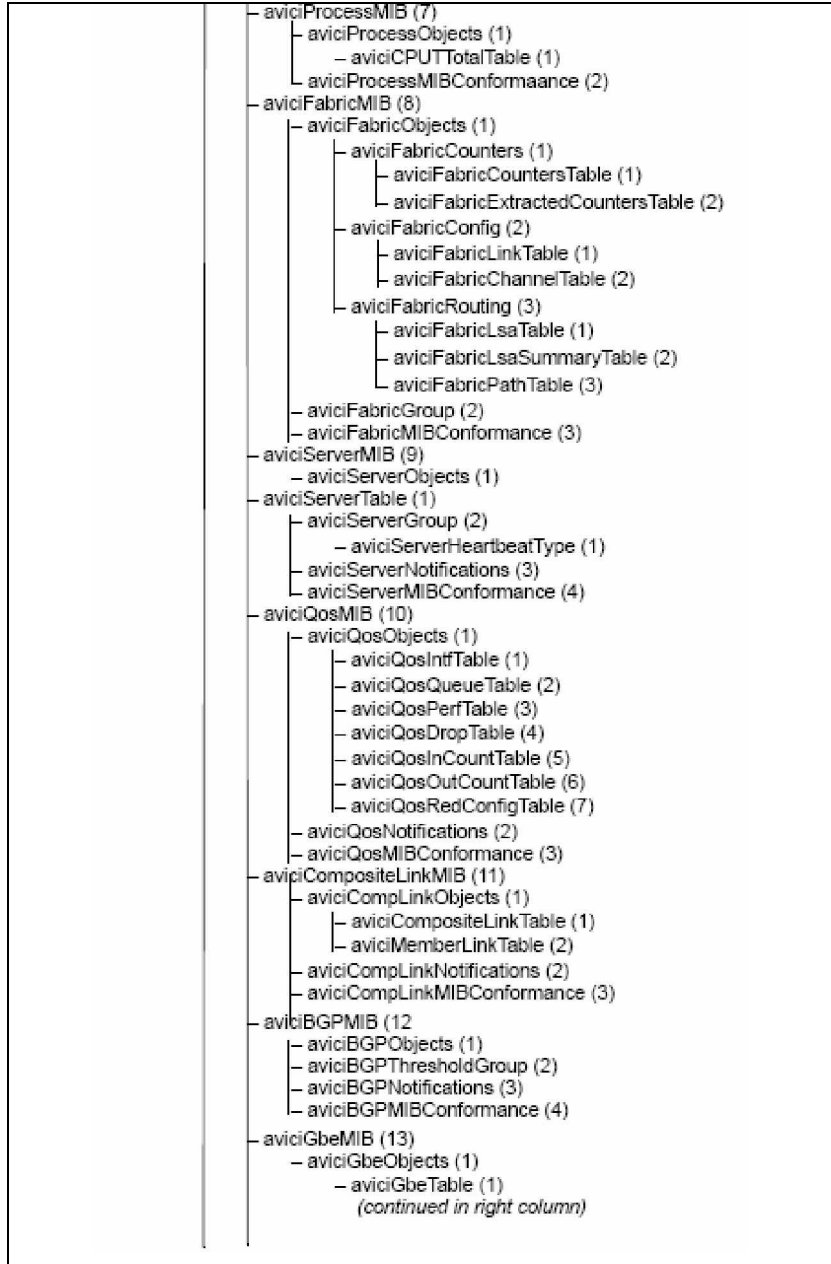 aviciProcessMIB (7)
aviciProcessObjects (1)
aviciCPUTTotalTable (1)
aviciProcessMIBConformaance (2)
aviciFabricMIB (8)
aviciFabricObjects (1)
aviciFabricCounters (1)
aviciFabricCountersTable (1)
aviciFabricExtractedCountersTable (2)
aviciFabricConfig (2)
aviciFabricLinkTable (1)
aviciFabricChannelTable (2)
aviciFabricRouting (3)
aviciFabricLsaTable (1)
aviciFabricLsaSummaryTable (2)
aviciFabricPathTable (3)
aviciFabricGroup (2)
aviciFabricMIBConformance (3)
aviciServerMIB (9)
aviciServerObjects (1)
aviciServerTable (1)
aviciServerGroup (2)
aviciServerHeartbeatType (1)
aviciServerNotifications (3)
aviciServerMIBConformance (4)
aviciQosMIB (10)
aviciQosObjects (1)
aviciQosIntfTable (1)
aviciQosQueueTable (2)
aviciQosPerfTable (3)
aviciQosDropTable (4)
aviciQosInCountTable (5)
aviciQosOutCountTable (6)
aviciQosRedConfigTable (7)
aviciQosNotifications (2)
aviciQosMIBConformance (3)
aviciCompositeLinkMIB (11)
aviciCompLinkObjects (1)
aviciCompositeLinkTable (1)
aviciMemberLinkTable (2)
aviciCompLinkNotifications (2)
aviciCompLinkMIBConformance (3)
aviciBGPMIB (12
aviciBGPObjects (1)
aviciBGPThresholdGroup (2)
aviciBGPNotifications (3)
aviciBGPMIBConformance (4)
aviciGbeMIB (13)
aviciGbeObjects (1)
aviciGbeTable (1)
(continued in right column)